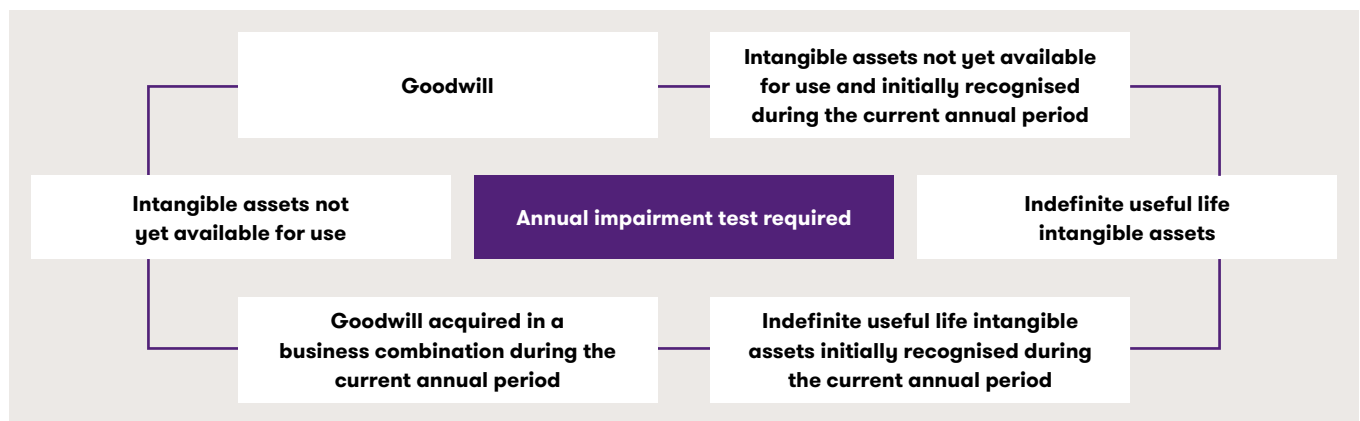 Goodwill
Intangible assets not yet available
for use and initially recognised
during the current annual period
Intangible assets not
yet available for use
Annual impairment test required
Indefinite useful life
intangible assets
Goodwill acquired in a
business combination during the
current annual period
Indefinite useful life intangible
assets initially recognised during
the current annual period